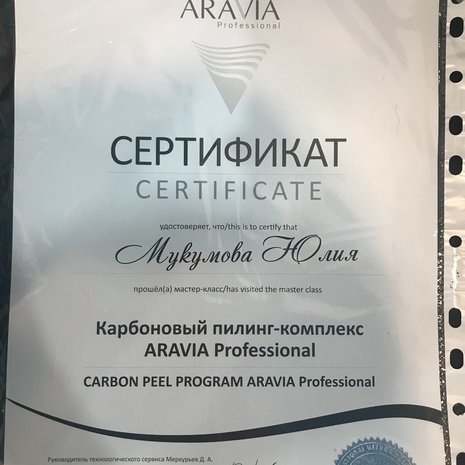 ARAVIA
Professional
СЕРТИФИКАТ
CERTIFICATE
удостоверяет, что/this is to certify that
Мукумова Юлия
прошёл(а) мастер-класс/has visited the master class
Карбоновый пилинг-комплекс
ARAVIA Professional
CARBON PEEL PROGRAM ARAVIA Professional
Руководитель технологического сервиса Меркурьев Д. А.